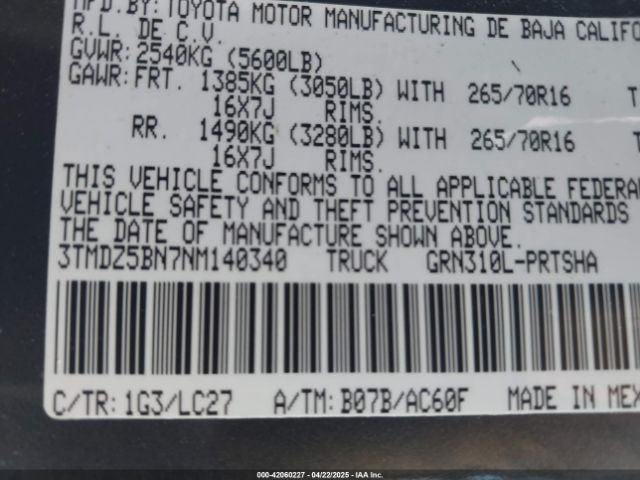 MFD.BY: TOYOTA MOTOR MANUFACTURING DE BAJA CALIFO
R.L. DE C.V.
GVWR: 2540KG (5600LB)
GAWR: FRT. 1385KG (3050LB) WITH 265/70R16 T
16X7J RIMS.
RR. 1490KG (3280LB) WITH 265/70R16 T
16X7J RIMS.
THIS VEHICLE CONFORMS TO ALL APPLICABLE FEDERA
VEHICLE SAFETY AND THEFT PREVENTION STANDARDS
THE DATE OF MANUFACTURE SHOWN ABOVE.
3TMDZ5BN7NM140340 TRUCK GRN310L-PRTSHA
C/TR: 1G3/LC27 A/TM: B07B/AC60F MADE IN MEX
000-42060227 - 04/22/2025 - IAA Inc.